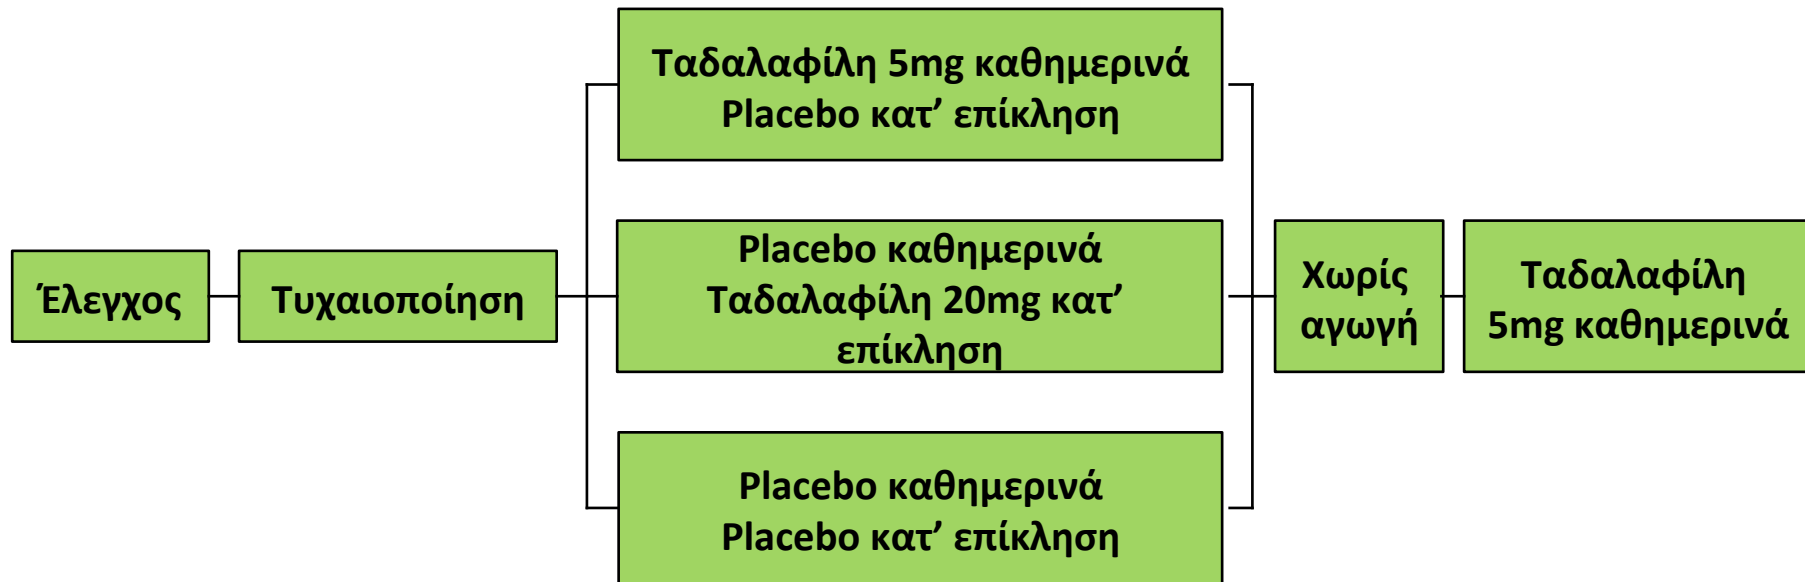 Έλεγχος
Τυχαιοποίηση
Ταδαλαφίλη 5mg καθημερινά
Placebo κατ’ επίκληση
Placebo καθημερινά
Ταδαλαφίλη 20mg κατ’
επίκληση
Placebo καθημερινά
Placebo κατ’ επίκληση
Χωρίς
αγωγή
Ταδαλαφίλη
5mg καθημερινά